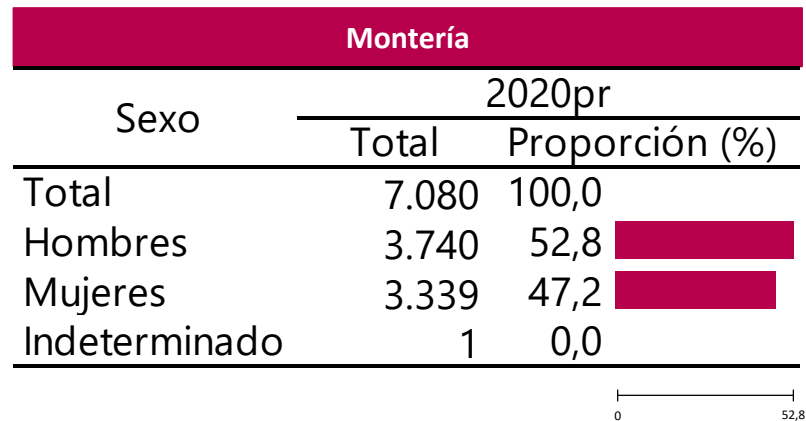 Montería
Sexo 2020pr
Total Proporción (%)
Total 7.080 100,0
Hombres 3.740 52,8
Mujeres 3.339 47,2
Indeterminado 1 0,0
0 52,8